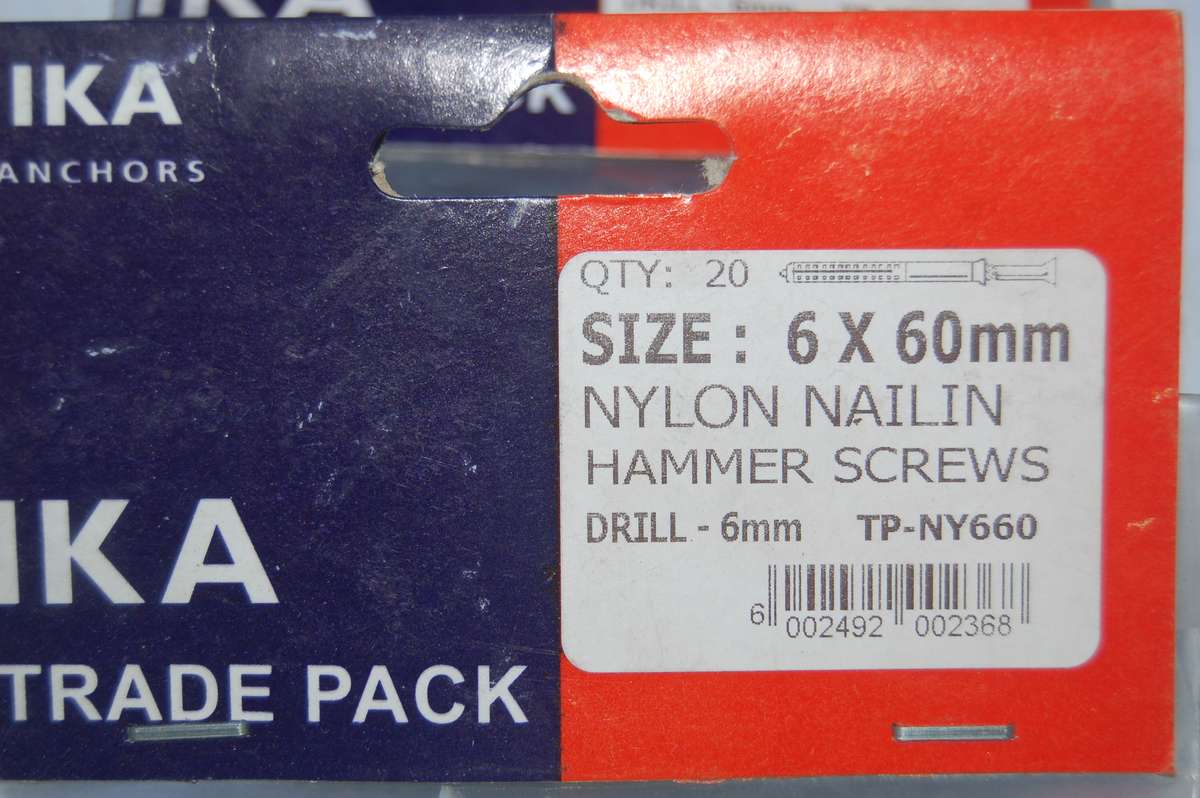 IKA
IKA
ANCHORS
QTY: 20
SIZE : 6 X 60mm
NYLON NAILIN
HAMMER SCREWS
DRILL - 6mm TP-NY660
6 002492 002368
IKA
TRADE PACK